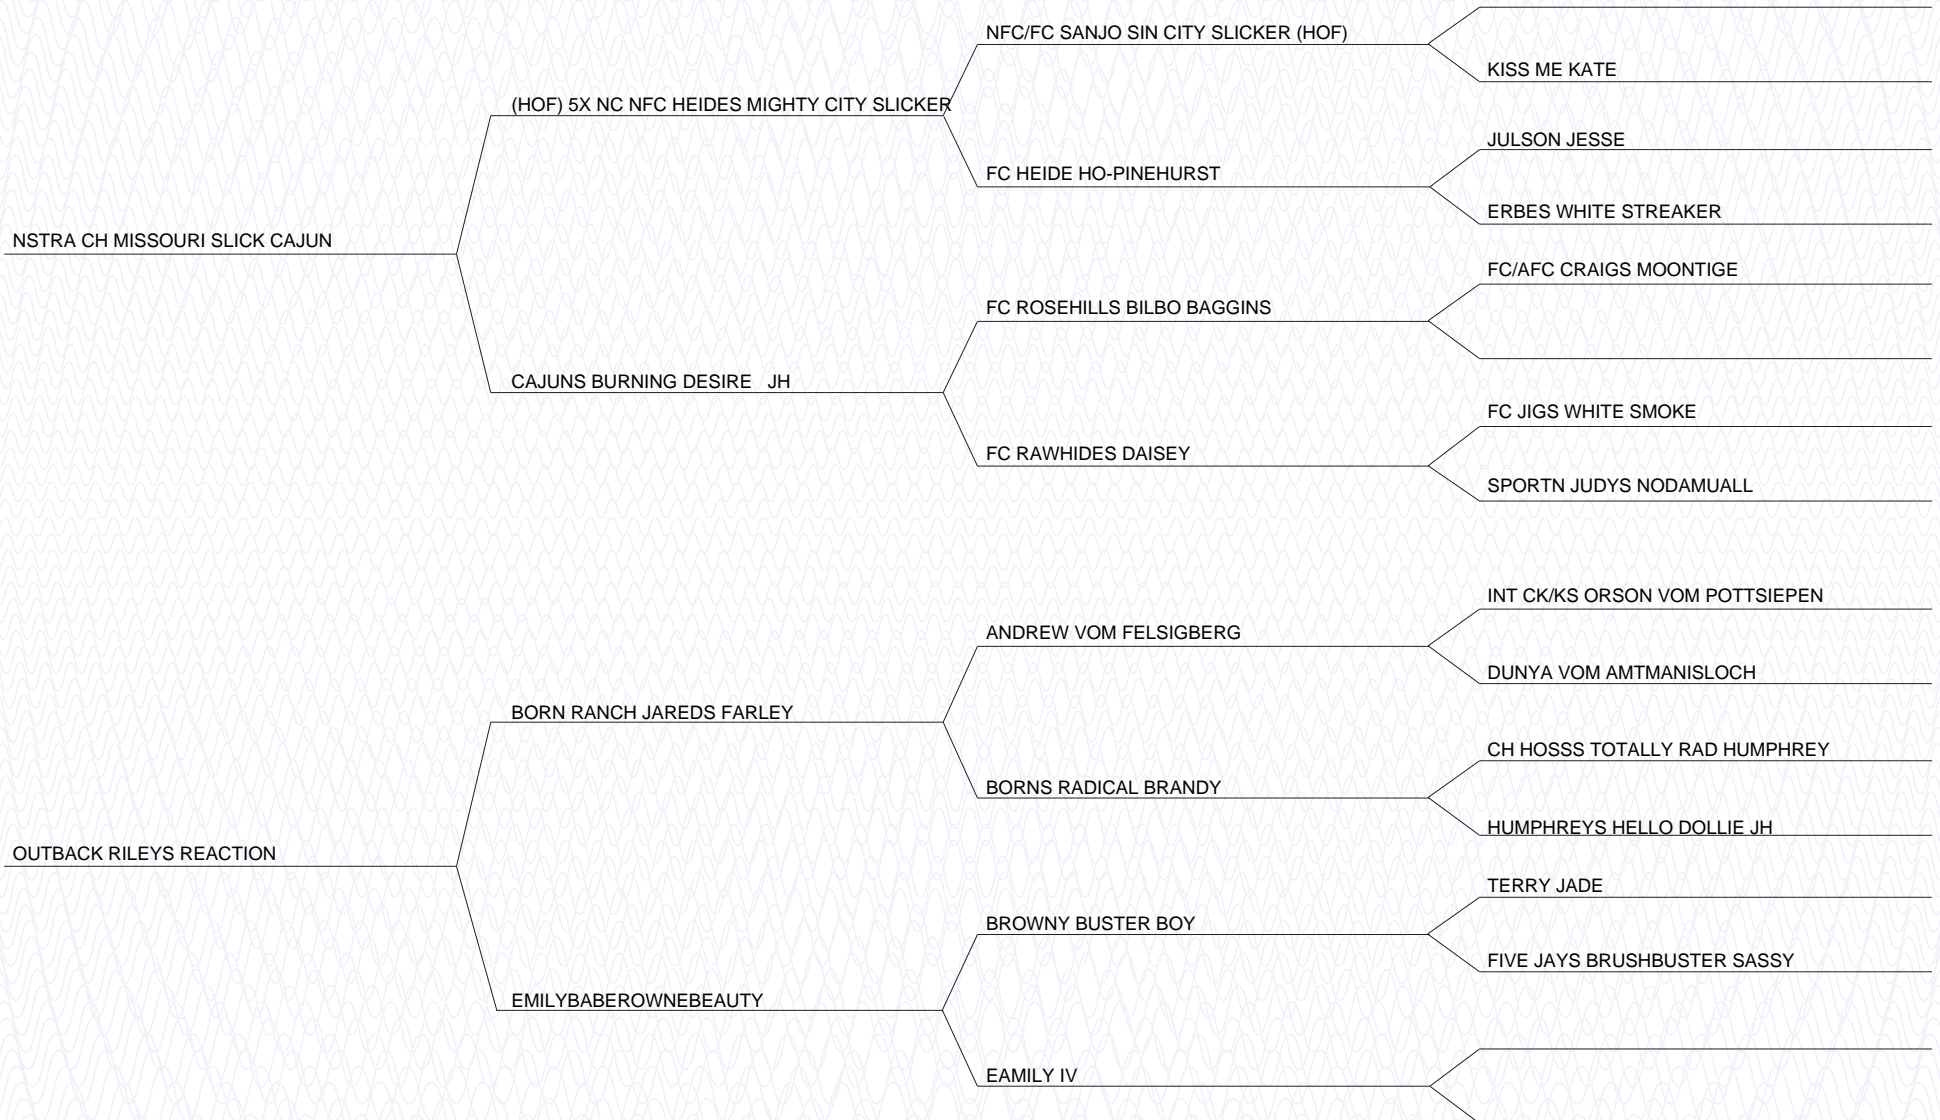 NFC/FC SANJO SIN CITY SLICKER (HOF)
KISS ME KATE
(HOF) 5X NC NFC HEIDES MIGHTY CITY SLICKER
JULSON JESSE
FC HEIDE HO-PINEHURST
ERBES WHITE STREAKER
NSTRA CH MISSOURI SLICK CAJUN
FC/AFC CRAIGS MOONTIGE
FC ROSEHILLS BILBO BAGGINS
CAJUNS BURNING DESIRE   JH
FC JIGS WHITE SMOKE
FC RAWHIDES DAISEY
SPORTN JUDYS NODAMUALL
INT CK/KS ORSON VOM POTTSIEPEN
ANDREW VOM FELSIGBERG
DUNYA VOM AMTMANISLOCH
BORN RANCH JAREDS FARLEY
CH HOSSS TOTALLY RAD HUMPHREY
BORNS RADICAL BRANDY
HUMPHREYS HELLO DOLLIE JH
OUTBACK RILEYS REACTION
TERRY JADE
BROWNY BUSTER BOY
FIVE JAYS BRUSHBUSTER SASSY
EMILYBABEROWNEBEAUTY
EAMILY IV